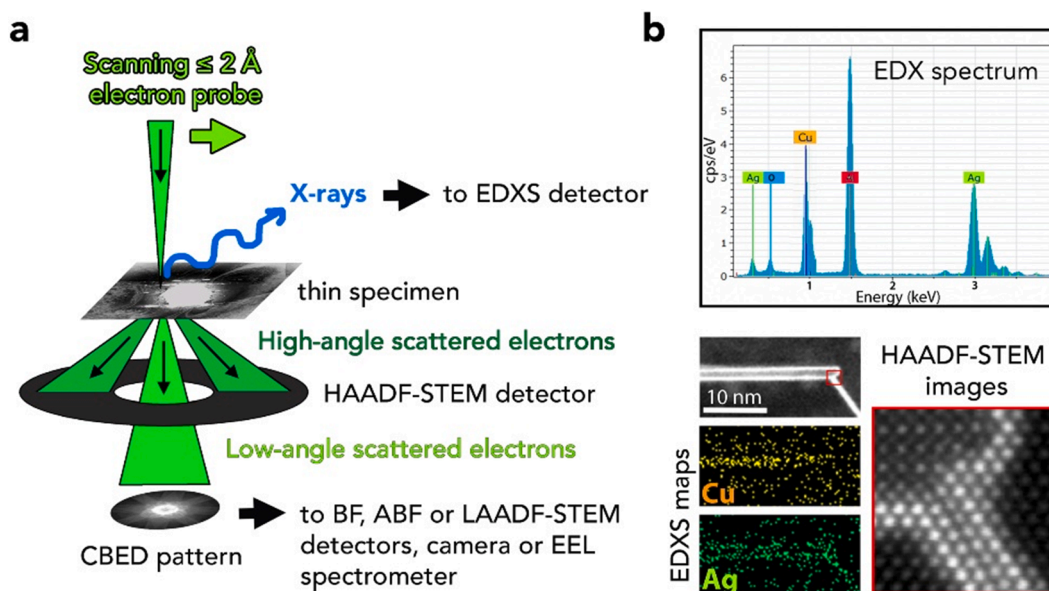 a
Scanning ≤ 2 Å
electron probe
X-rays
to EDXS detector
thin specimen
High-angle scattered electrons
HAADF-STEM detector
Low-angle scattered electrons
CBED pattern
to BF, ABF or LAADF-STEM
detectors, camera or EEL
spectrometer
b
EDX spectrum
cps/eV
6
5
4
3
2
1
0
Ag
O
Cu
Ag
1
2
3
Energy (keV)
HAADF-STEM
images
10 nm
EDXS maps
Cu
Ag